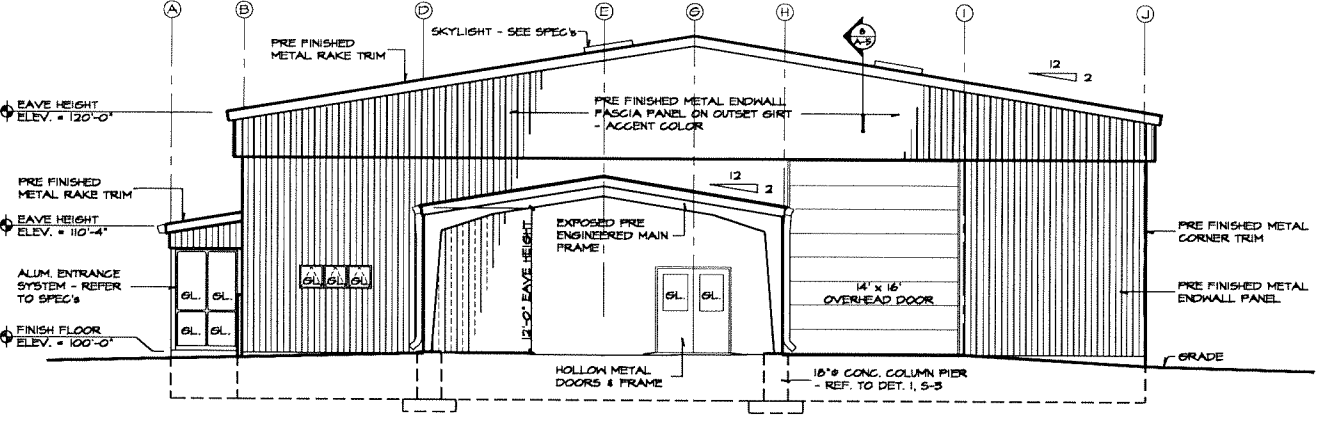 A B D E G H I J
SKYLIGHT - SEE SPEC's
8
A-5
PRE FINISHED
METAL RAKE TRIM
12
2
EAVE HEIGHT
ELEV. = 120'-0"
PRE FINISHED METAL ENDWALL
FASCIA PANEL ON OUTSET GIRT
- ACCENT COLOR
PRE FINISHED
METAL RAKE TRIM
12
2
EAVE HEIGHT
ELEV. = 110'-4"
EXPOSED PRE
ENGINEERED MAIN
FRAME
12'-0" EAVE HEIGHT
PRE FINISHED METAL
CORNER TRIM
ALUM. ENTRANCE
SYSTEM - REFER
TO SPEC's
GL. GL.
GL. GL.
GL GL GL
GL. GL.
14' x 16'
OVERHEAD DOOR
PRE FINISHED METAL
ENDWALL PANEL
FINISH FLOOR
ELEV. = 100'-0"
GRADE
HOLLOW METAL
DOORS & FRAME
18"Φ CONC. COLUMN PIER
- REF. TO DET. 1, S-3